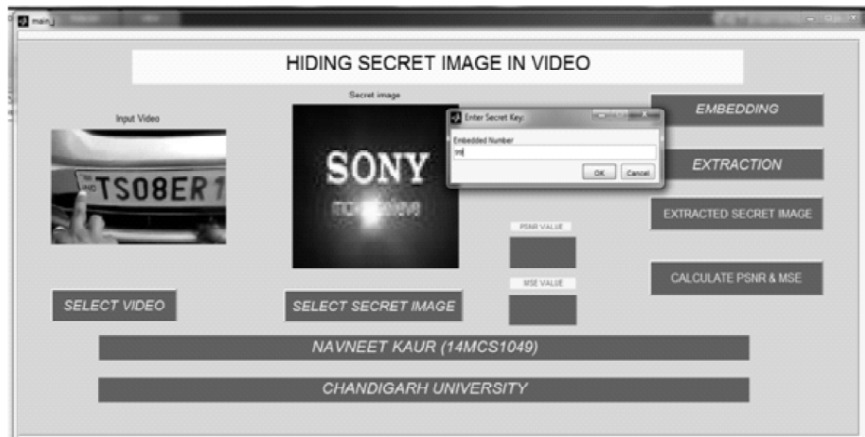 main
HIDING SECRET IMAGE IN VIDEO
Input Video
TS08ER1
Secret image
SONY
Enter Secret Key:
Embedded Number
OK
Cancel
EMBEDDING
EXTRACTION
EXTRACTED SECRET IMAGE
CALCULATE PSNR & MSE
PSNR VALUE
MSE VALUE
SELECT VIDEO
SELECT SECRET IMAGE
NAVNEET KAUR (14MCS1049)
CHANDIGARH UNIVERSITY